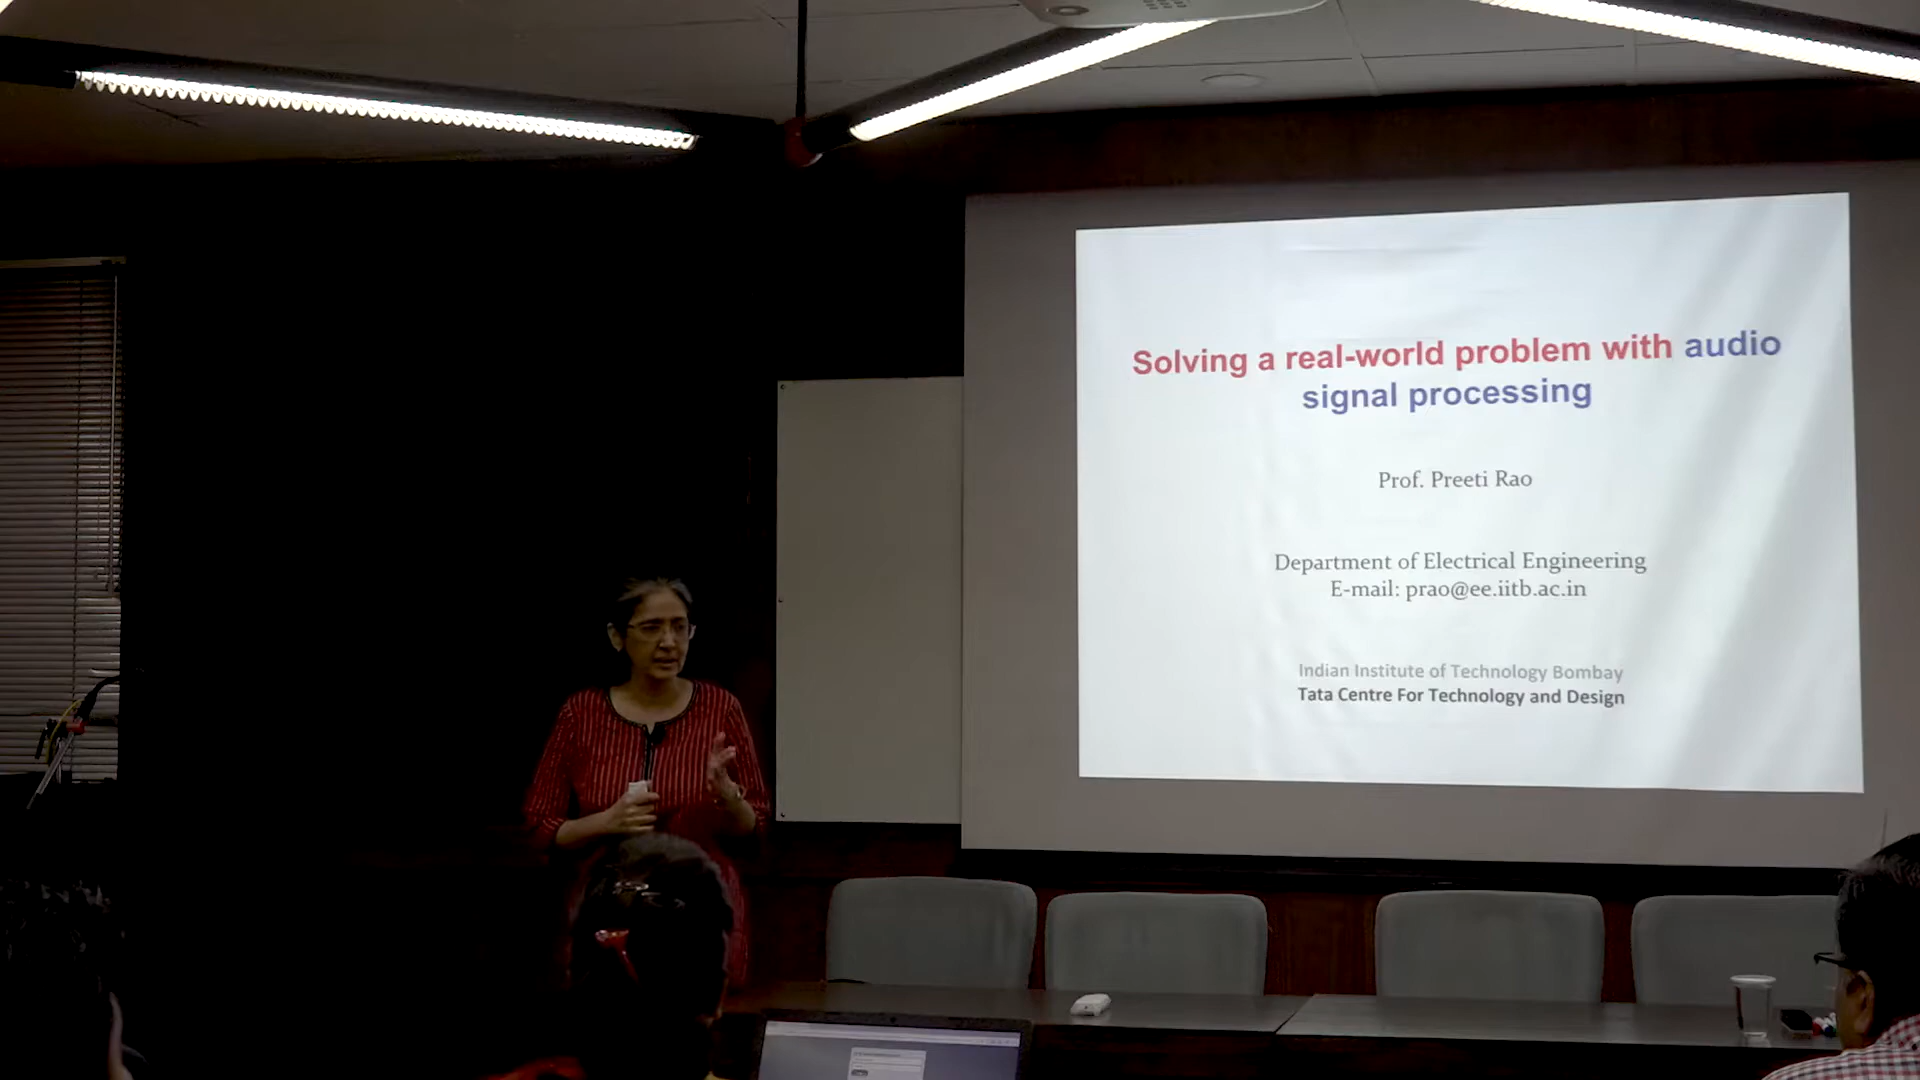 Solving a real-world problem with audio
signal processing
Prof. Preeti Rao
Department of Electrical Engineering
E-mail: prao@ee.iitb.ac.in
Indian Institute of Technology Bombay
Tata Centre For Technology and Design